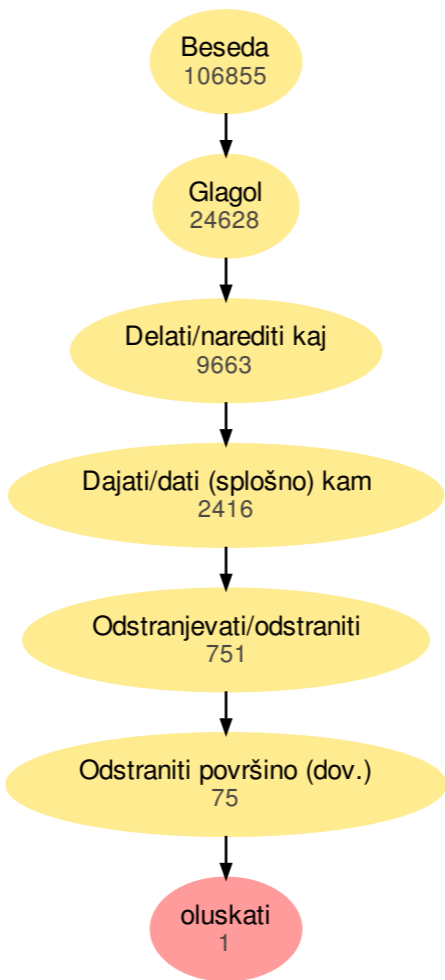 Beseda
106855
Glagol
24628
Delati/narediti kaj
9663
Dajati/dati (splošno) kam
2416
Odstranjevati/odstraniti
751
Odstraniti površino (dov.)
75
oluskati
1